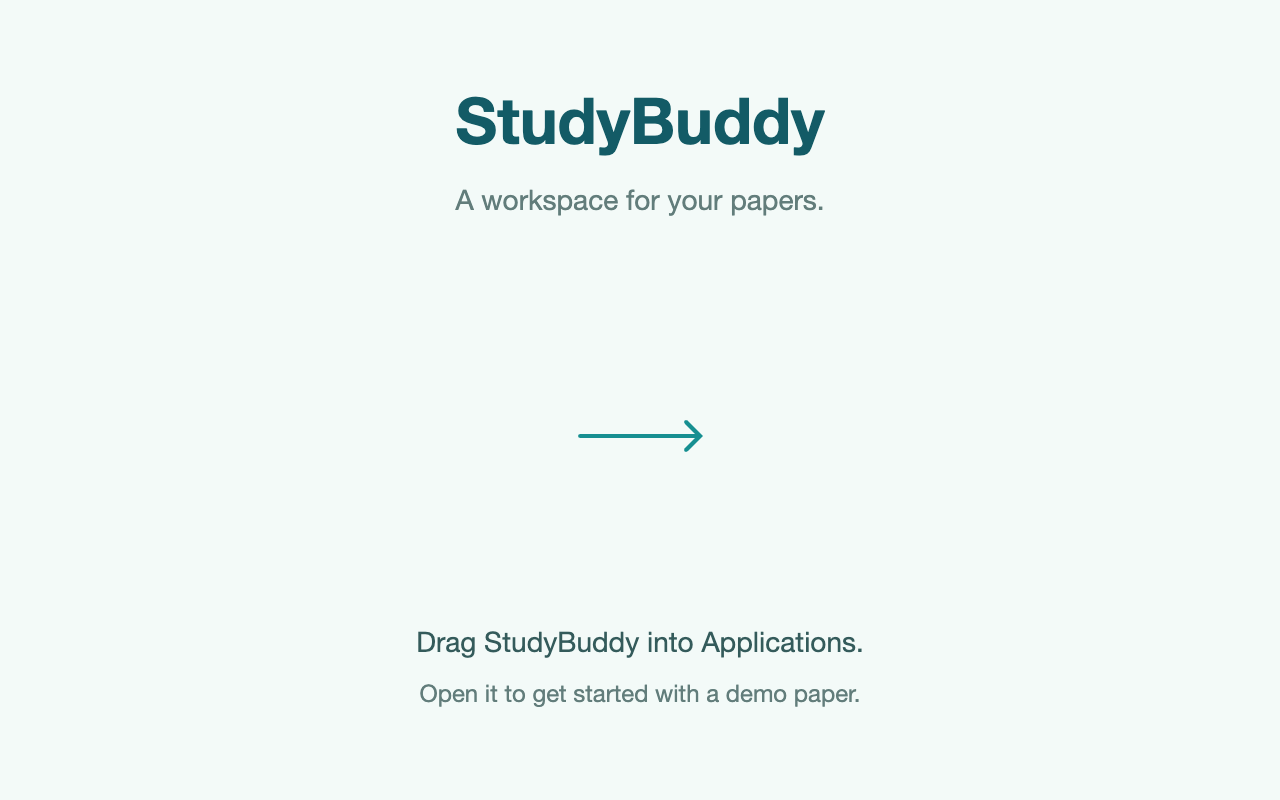 StudyBuddy
A workspace for your papers.
Drag StudyBuddy into Applications.
Open it to get started with a demo paper.